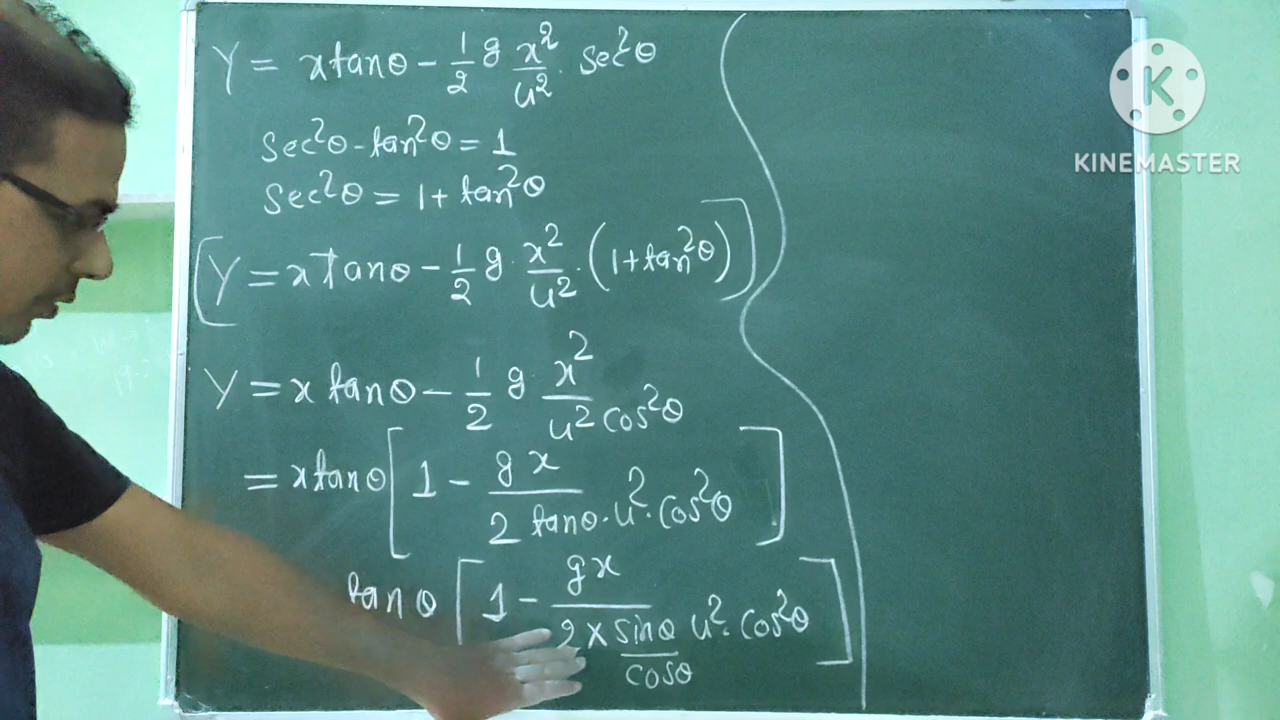 Y = x tanθ - 1/2 g x²/u² . sec²θ
sec²θ - tan²θ = 1
sec²θ = 1 + tan²θ
[Y = x Tanθ - 1/2 g . x²/u² . (1 + tan²θ)]
Y = x tanθ - 1/2 g x²/u² cos²θ
= x tanθ [1 - gx/2 tanθ . u² . cos²θ]
tanθ [1 - gx/2 × sinθ/cosθ u² . cos²θ]
K
KINEMASTER